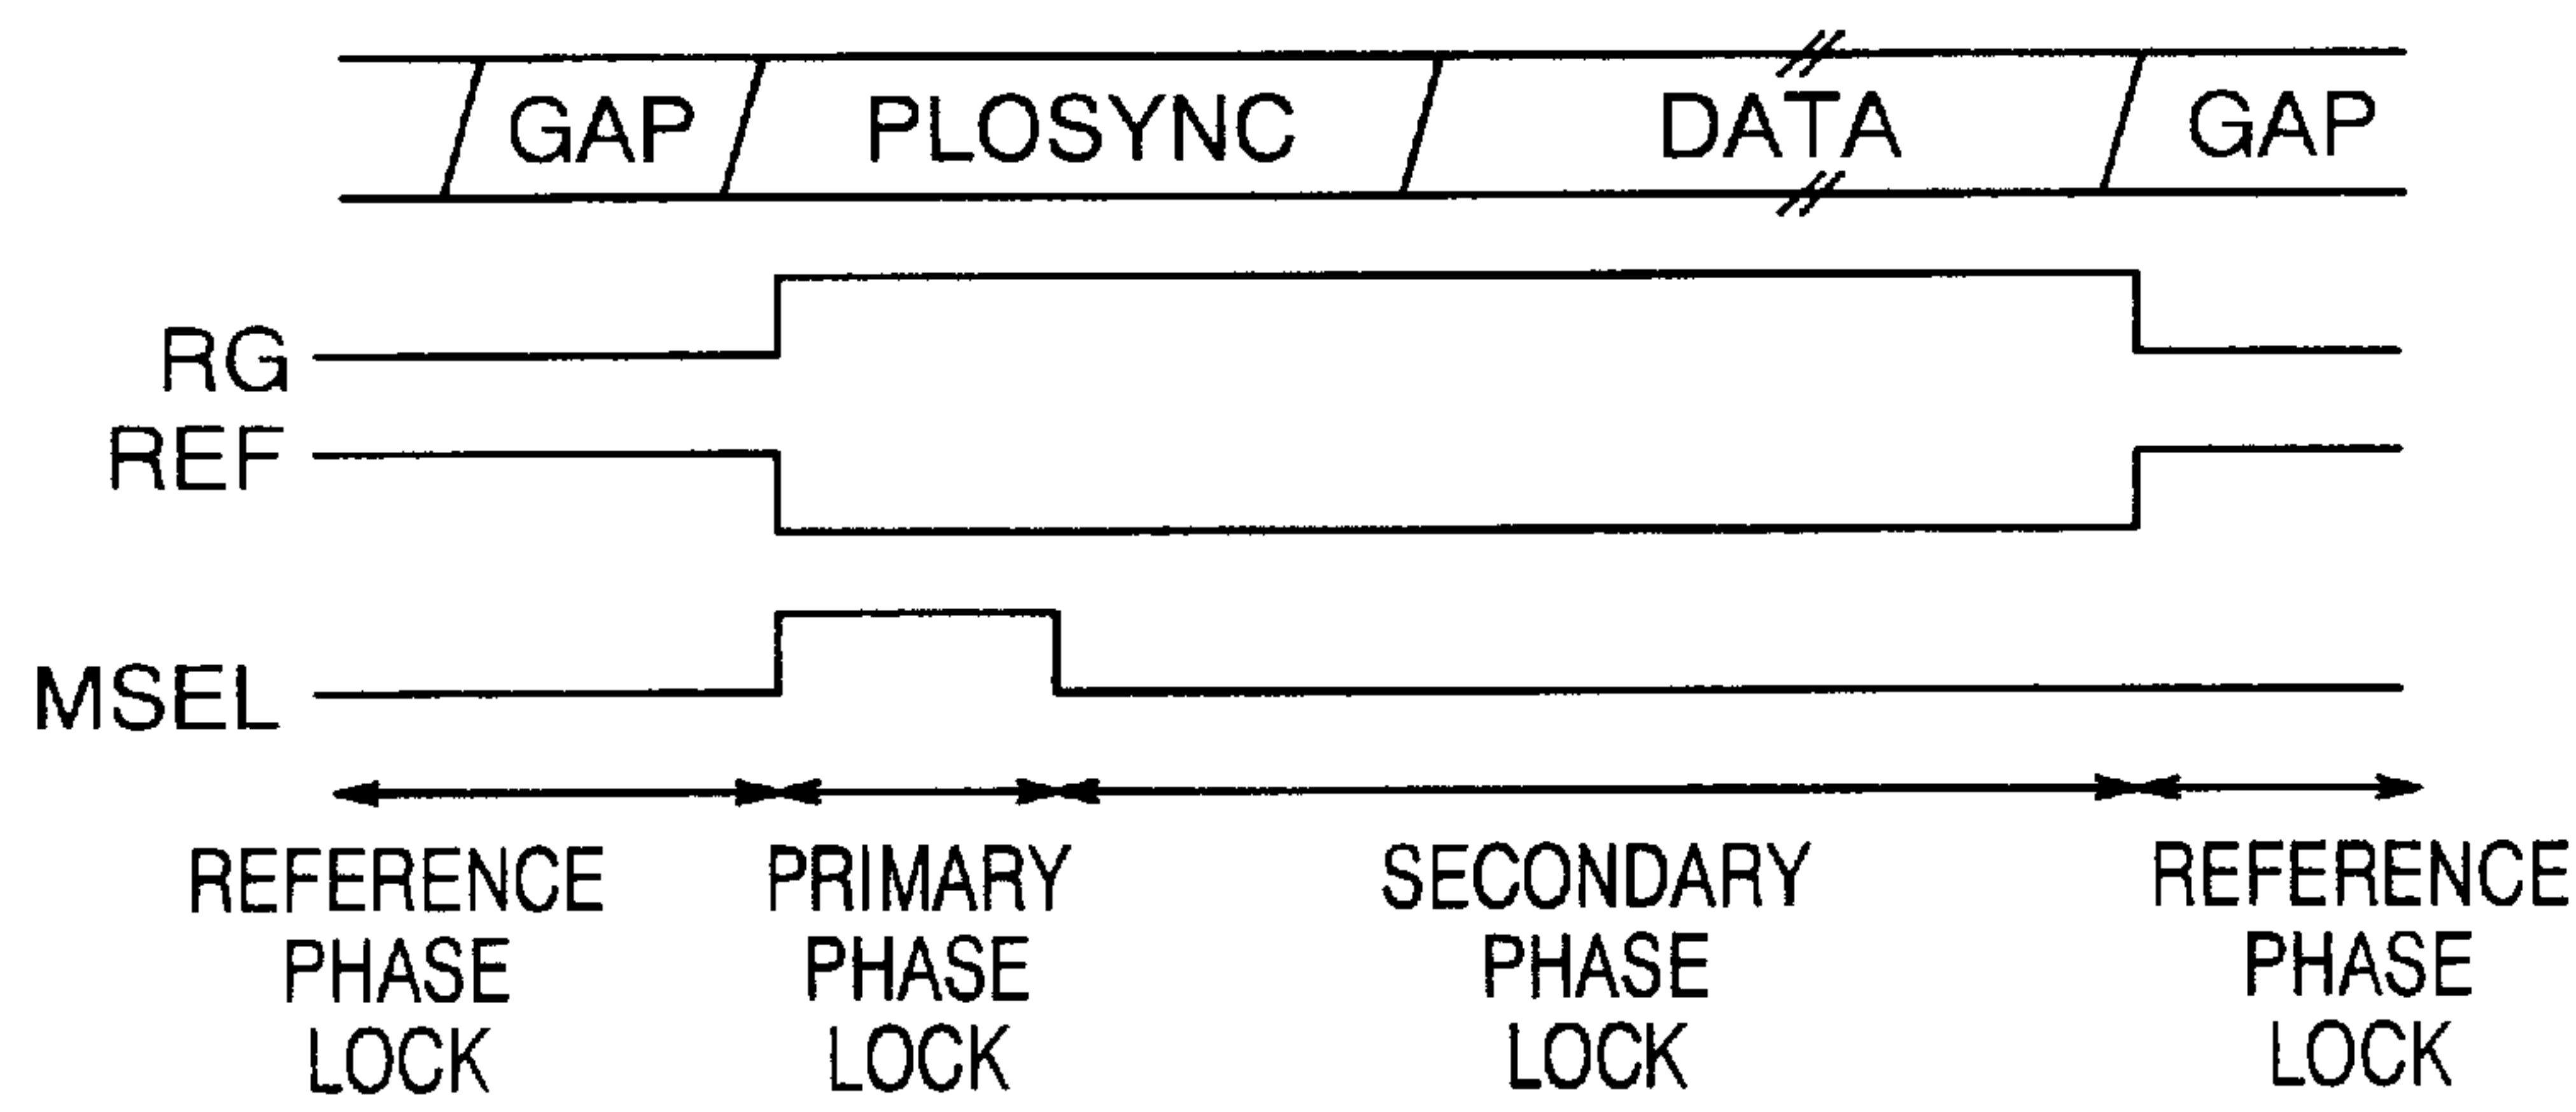 GAP PLOSYNC DATA GAP
RG
REF
MSEL
REFERENCE PHASE LOCK
PRIMARY PHASE LOCK
SECONDARY PHASE LOCK
REFERENCE PHASE LOCK